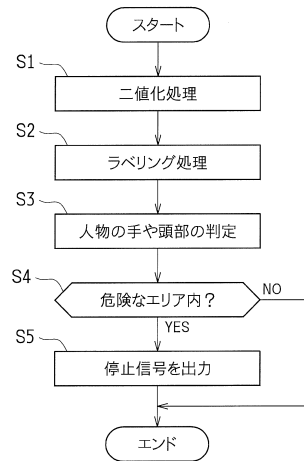 スタート
S1
二値化処理
S2
ラベリング処理
S3
人物の手や頭部の判定
S4
危険なエリア内?
NO
YES
S5
停止信号を出力
エンド